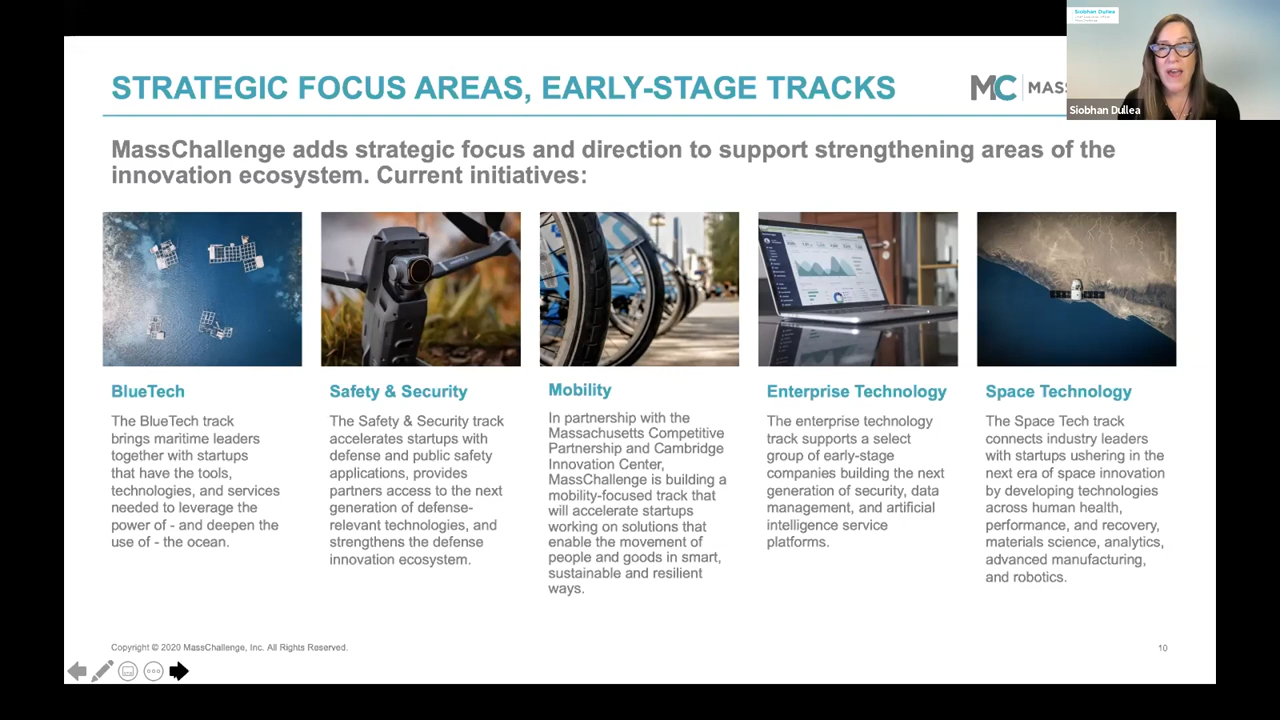 Siobhan Dullea
STRATEGIC FOCUS AREAS, EARLY-STAGE TRACKS
MC
MASS
Siobhan Dullea
MassChallenge adds strategic focus and direction to support strengthening areas of the
innovation ecosystem. Current initiatives:
BlueTech
The BlueTech track
brings maritime leaders
together with startups
that have the tools,
technologies, and services
needed to leverage the
power of - and deepen the
use of - the ocean.
Safety & Security
The Safety & Security track
accelerates startups with
defense and public safety
applications, provides
partners access to the next
generation of defense-
relevant technologies, and
strengthens the defense
innovation ecosystem.
Mobility
In partnership with the
Massachusetts Competitive
Partnership and Cambridge
Innovation Center,
MassChallenge is building a
mobility-focused track that
will accelerate startups
working on solutions that
enable the movement of
people and goods in smart,
sustainable and resilient
ways.
Enterprise Technology
The enterprise technology
track supports a select
group of early-stage
companies building the next
generation of security, data
management, and artificial
intelligence service
platforms.
Space Technology
The Space Tech track
connects industry leaders
with startups ushering in the
next era of space innovation
by developing technologies
across human health,
performance, and recovery,
materials science, analytics,
advanced manufacturing,
and robotics.
Copyright © 2020 MassChallenge, Inc. All Rights Reserved.
10